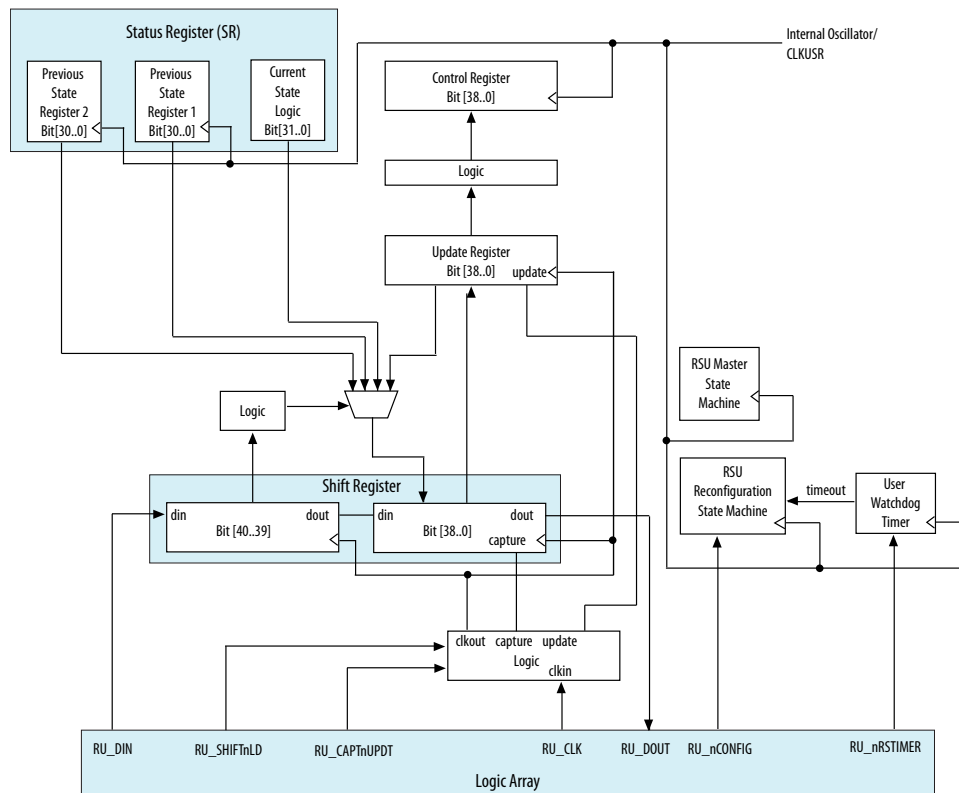 Status Register (SR)
Previous
State
Register 2
Bit[30..0]
Previous
State
Register 1
Bit[30..0]
Current
State
Logic
Bit[31..0]
Internal Oscillator/
CLKUSR
Control Register
Bit [38..0]
Logic
Update Register
Bit [38..0]
update
RSU Master
State
Machine
Logic
Shift Register
din
dout
Bit [40..39]
din
dout
Bit [38..0]
capture
RSU
Reconfiguration
State Machine
timeout
User
Watchdog
Timer
clkout capture update
Logic
clkin
RU_DIN
RU_SHIFTnLD
RU_CAPTnUPDT
RU_CLK
RU_DOUT
RU_nCONFIG
RU_nRSTIMER
Logic Array